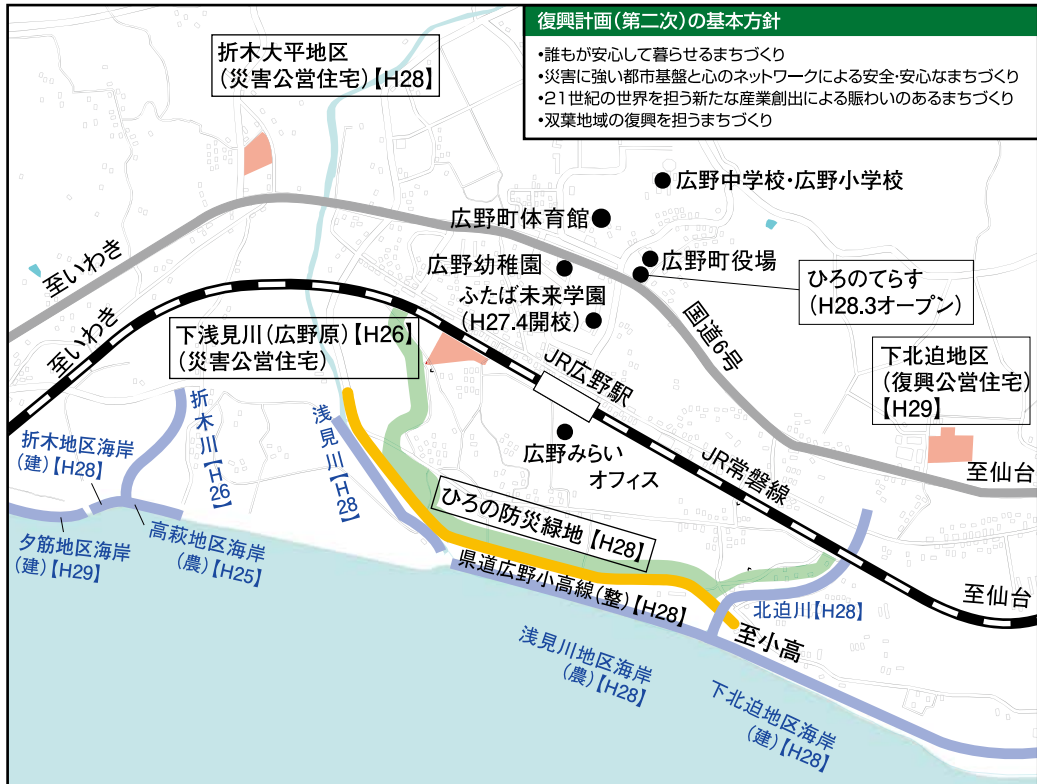 復興計画(第二次)の基本方針
•誰もが安心して暮らせるまちづくり
•災害に強い都市基盤と心のネットワークによる安全・安心なまちづくり
•21世紀の世界を担う新たな産業創出による賑わいのあるまちづくり
•双葉地域の復興を担うまちづくり
折木大平地区
(災害公営住宅)【H28】
広野中学校・広野小学校
広野町体育館
広野町役場
広野幼稚園
ひろのてらす
(H28.3オープン)
ふたば未来学園
(H27.4開校)
至いわき
至いわき
国道6号
下浅見川(広野原)【H26】
(災害公営住宅)
JR広野駅
下北迫地区
(復興公営住宅)
【H29】
折木川【H26】
浅見川【H28】
折木地区海岸
(建)【H28】
広野みらい
オフィス
JR常磐線
至仙台
ひろの防災緑地【H28】
夕筋地区海岸
(建)【H29】
高萩地区海岸
(農)【H25】
県道広野小高線(整)【H28】
北迫川【H28】
至仙台
至小高
浅見川地区海岸
(農)【H28】
下北迫地区海岸
(建)【H28】